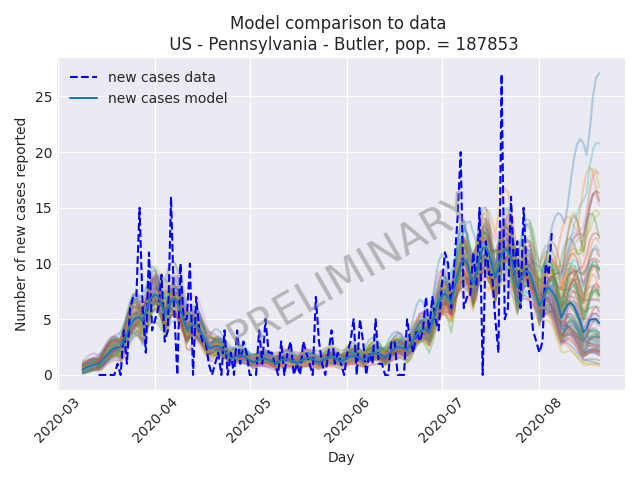 Model comparison to data
US - Pennsylvania - Butler, pop. = 187853
new cases data
new cases model
PRELIMINARY
Number of new cases reported
25
20
15
10
5
0
2020-03
2020-04
2020-05
2020-06
2020-07
2020-08
Day